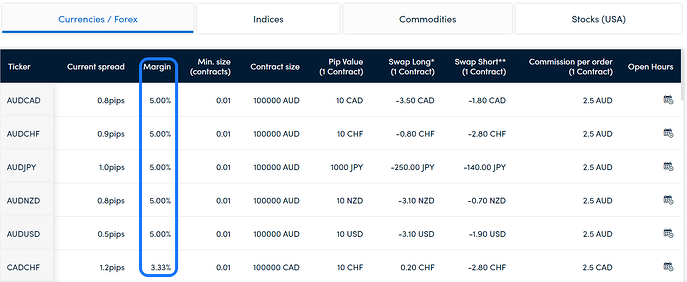 Currencies / Forex Indices Commodities Stocks (USA)
Ticker Current spread Margin Min. size (contracts) Contract size Pip Value (1 Contract) Swap Long* (1 Contract) Swap Short** (1 Contract) Commission per order (1 Contract) Open Hours
AUDCAD 0.8pips 5.00% 0.01 100000 AUD 10 CAD -3.50 CAD -1.80 CAD 2.5 AUD
AUDCHF 0.9pips 5.00% 0.01 100000 AUD 10 CHF -0.80 CHF -2.80 CHF 2.5 AUD
AUDJPY 1.0pips 5.00% 0.01 100000 AUD 1000 JPY -250.00 JPY -140.00 JPY 2.5 AUD
AUDNZD 0.8pips 5.00% 0.01 100000 AUD 10 NZD -3.10 NZD -0.70 NZD 2.5 AUD
AUDUSD 0.5pips 5.00% 0.01 100000 AUD 10 USD -3.10 USD -1.90 USD 2.5 AUD
CADCHF 1.2pips 3.33% 0.01 100000 CAD 10 CHF 0.20 CHF -2.80 CHF 2.5 CAD